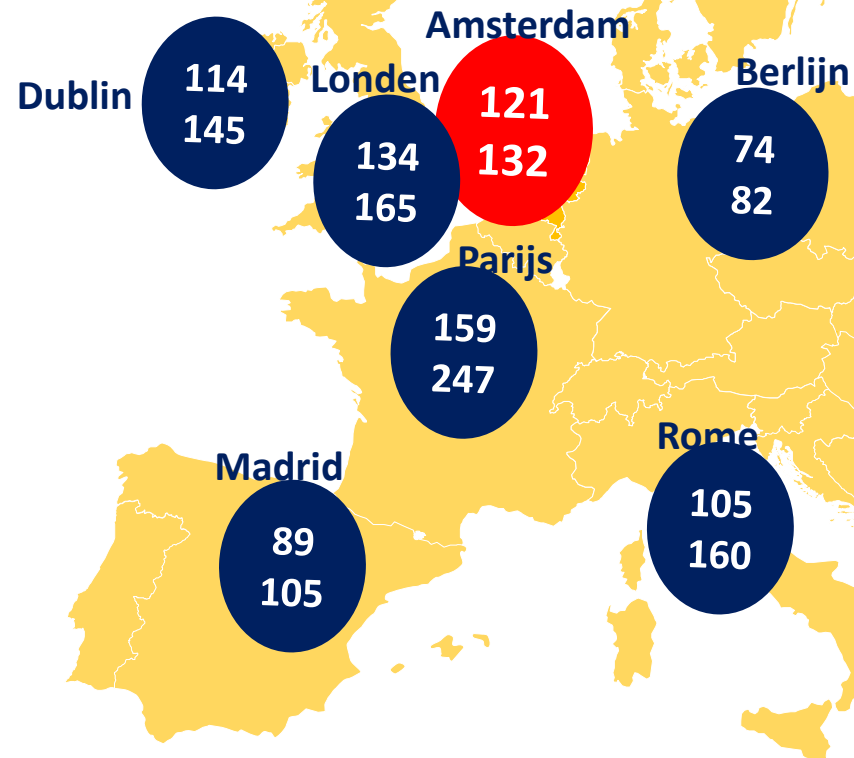 Amsterdam
121
132
Dublin
114
145
Londen
134
165
Berlijn
74
82
Parijs
159
247
Madrid
89
105
Rome
105
160